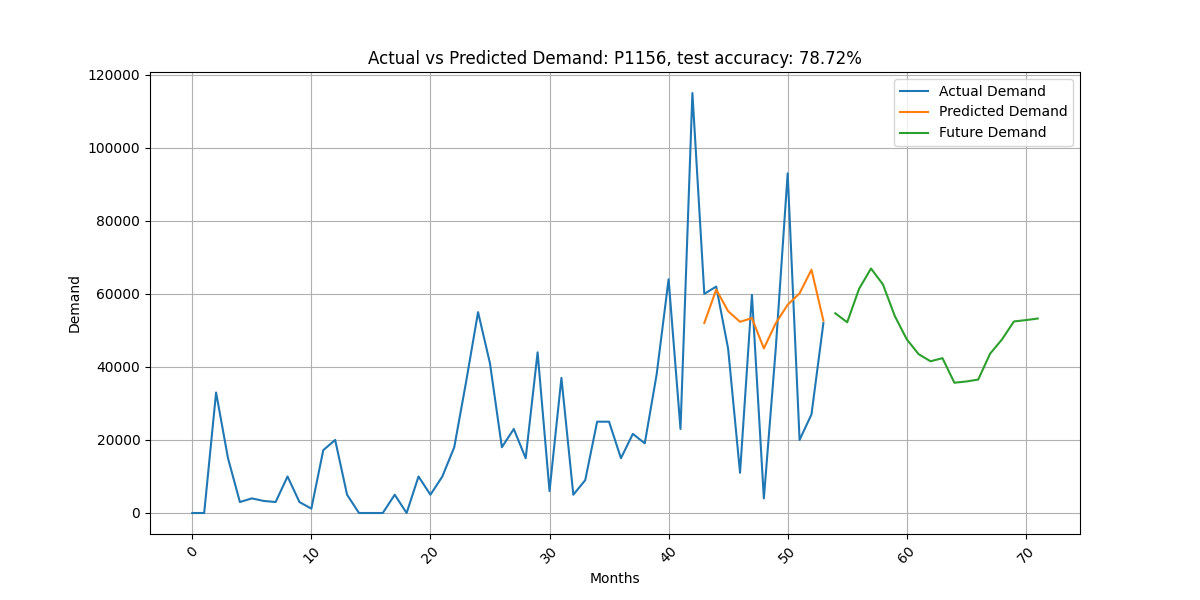 Actual vs Predicted Demand: P1156, test accuracy: 78.72%
120000
100000
80000
60000
40000
20000
0
Demand
Actual Demand
Predicted Demand
Future Demand
0
10
20
30
40
50
60
70
Months